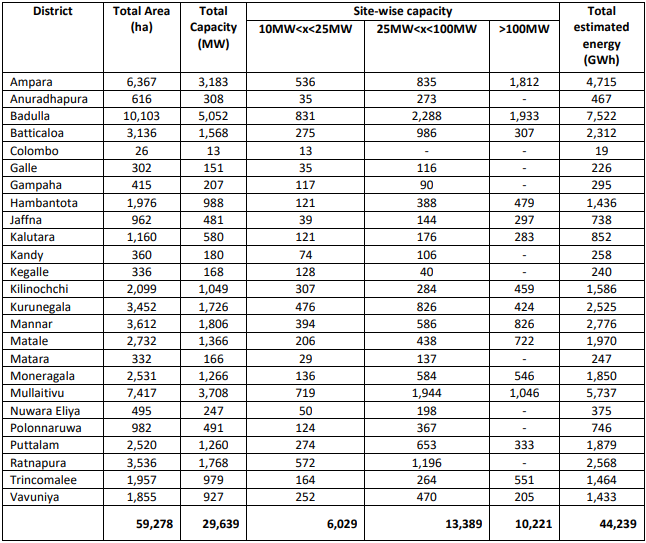 District Total Area (ha) Total Capacity (MW) Site-wise capacity Total estimated energy (GWh)
10MW<x<25MW 25MW<x<100MW >100MW
Ampara 6,367 3,183 536 835 1,812 4,715
Anuradhapura 616 308 35 273 - 467
Badulla 10,103 5,052 831 2,288 1,933 7,522
Batticaloa 3,136 1,568 275 986 307 2,312
Colombo 26 13 13 - - 19
Galle 302 151 35 116 - 226
Gampaha 415 207 117 90 - 295
Hambantota 1,976 988 121 388 479 1,436
Jaffna 962 481 39 144 297 738
Kalutara 1,160 580 121 176 283 852
Kandy 360 180 74 106 - 258
Kegalle 336 168 128 40 - 240
Kilinochchi 2,099 1,049 307 284 459 1,586
Kurunegala 3,452 1,726 476 826 424 2,525
Mannar 3,612 1,806 394 586 826 2,776
Matale 2,732 1,366 206 438 722 1,970
Matara 332 166 29 137 - 247
Moneragala 2,531 1,266 136 584 546 1,850
Mullaitivu 7,417 3,708 719 1,944 1,046 5,737
Nuwara Eliya 495 247 50 198 - 375
Polonnaruwa 982 491 124 367 - 746
Puttalam 2,520 1,260 274 653 333 1,879
Ratnapura 3,536 1,768 572 1,196 - 2,568
Trincomalee 1,957 979 164 264 551 1,464
Vavuniya 1,855 927 252 470 205 1,433
59,278 29,639 6,029 13,389 10,221 44,239